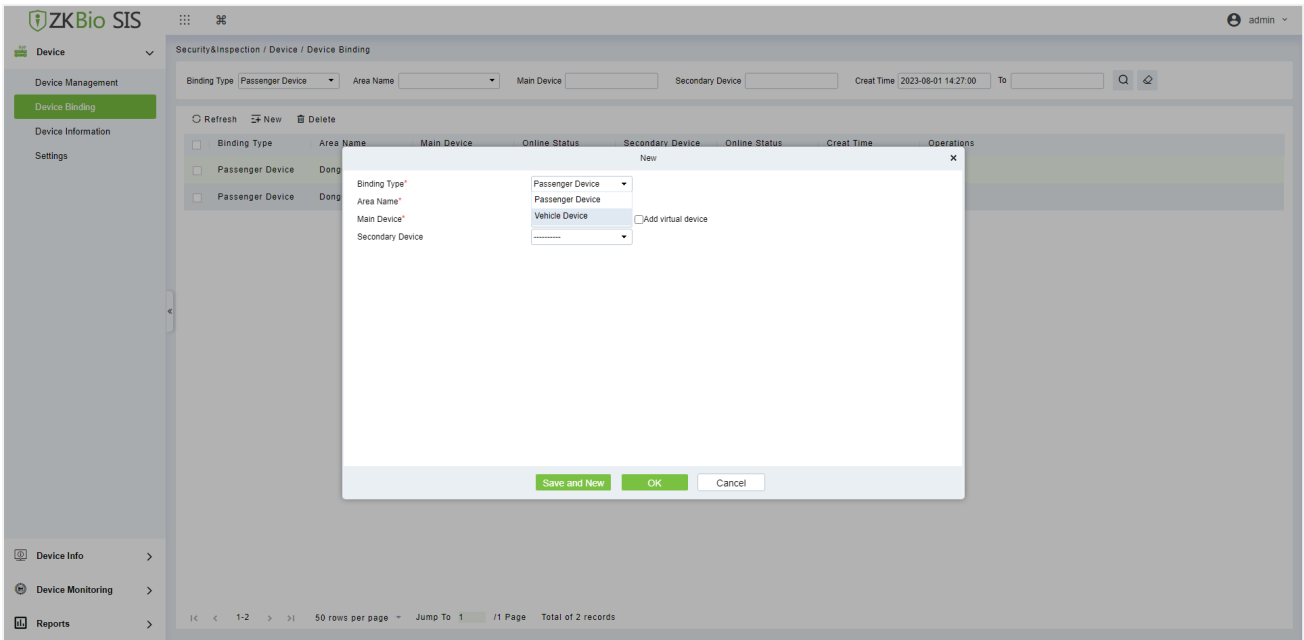 ZKBio SIS
admin
Device
Security&Inspection / Device / Device Binding
Device Management
Device Binding
Device Information
Settings
Binding Type Passenger Device Area Name Main Device Secondary Device Creat Time 2023-08-01 14:27:00 To
Refresh New Delete
Binding Type Area Name Main Device Online Status Secondary Device Online Status Creat Time Operations
Passenger Device Dong
Passenger Device Dong
New
Binding Type* Passenger Device
Passenger Device
Area Name*
Vehicle Device
Main Device* Add virtual device
Secondary Device ----------
Save and New OK Cancel
Device Info
Device Monitoring
Reports
1-2 50 rows per page Jump To 1 /1 Page Total of 2 records